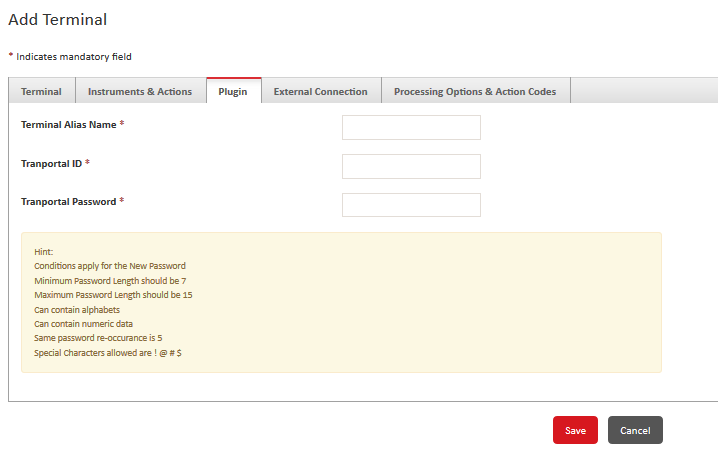 Add Terminal
* Indicates mandatory field
Terminal Instruments & Actions Plugin External Connection Processing Options & Action Codes
Terminal Alias Name *
Tranportal ID *
Tranportal Password *
Hint:
Conditions apply for the New Password
Minimum Password Length should be 7
Maximum Password Length should be 15
Can contain alphabets
Can contain numeric data
Same password re-occurance is 5
Special Characters allowed are ! @ # $
Save Cancel